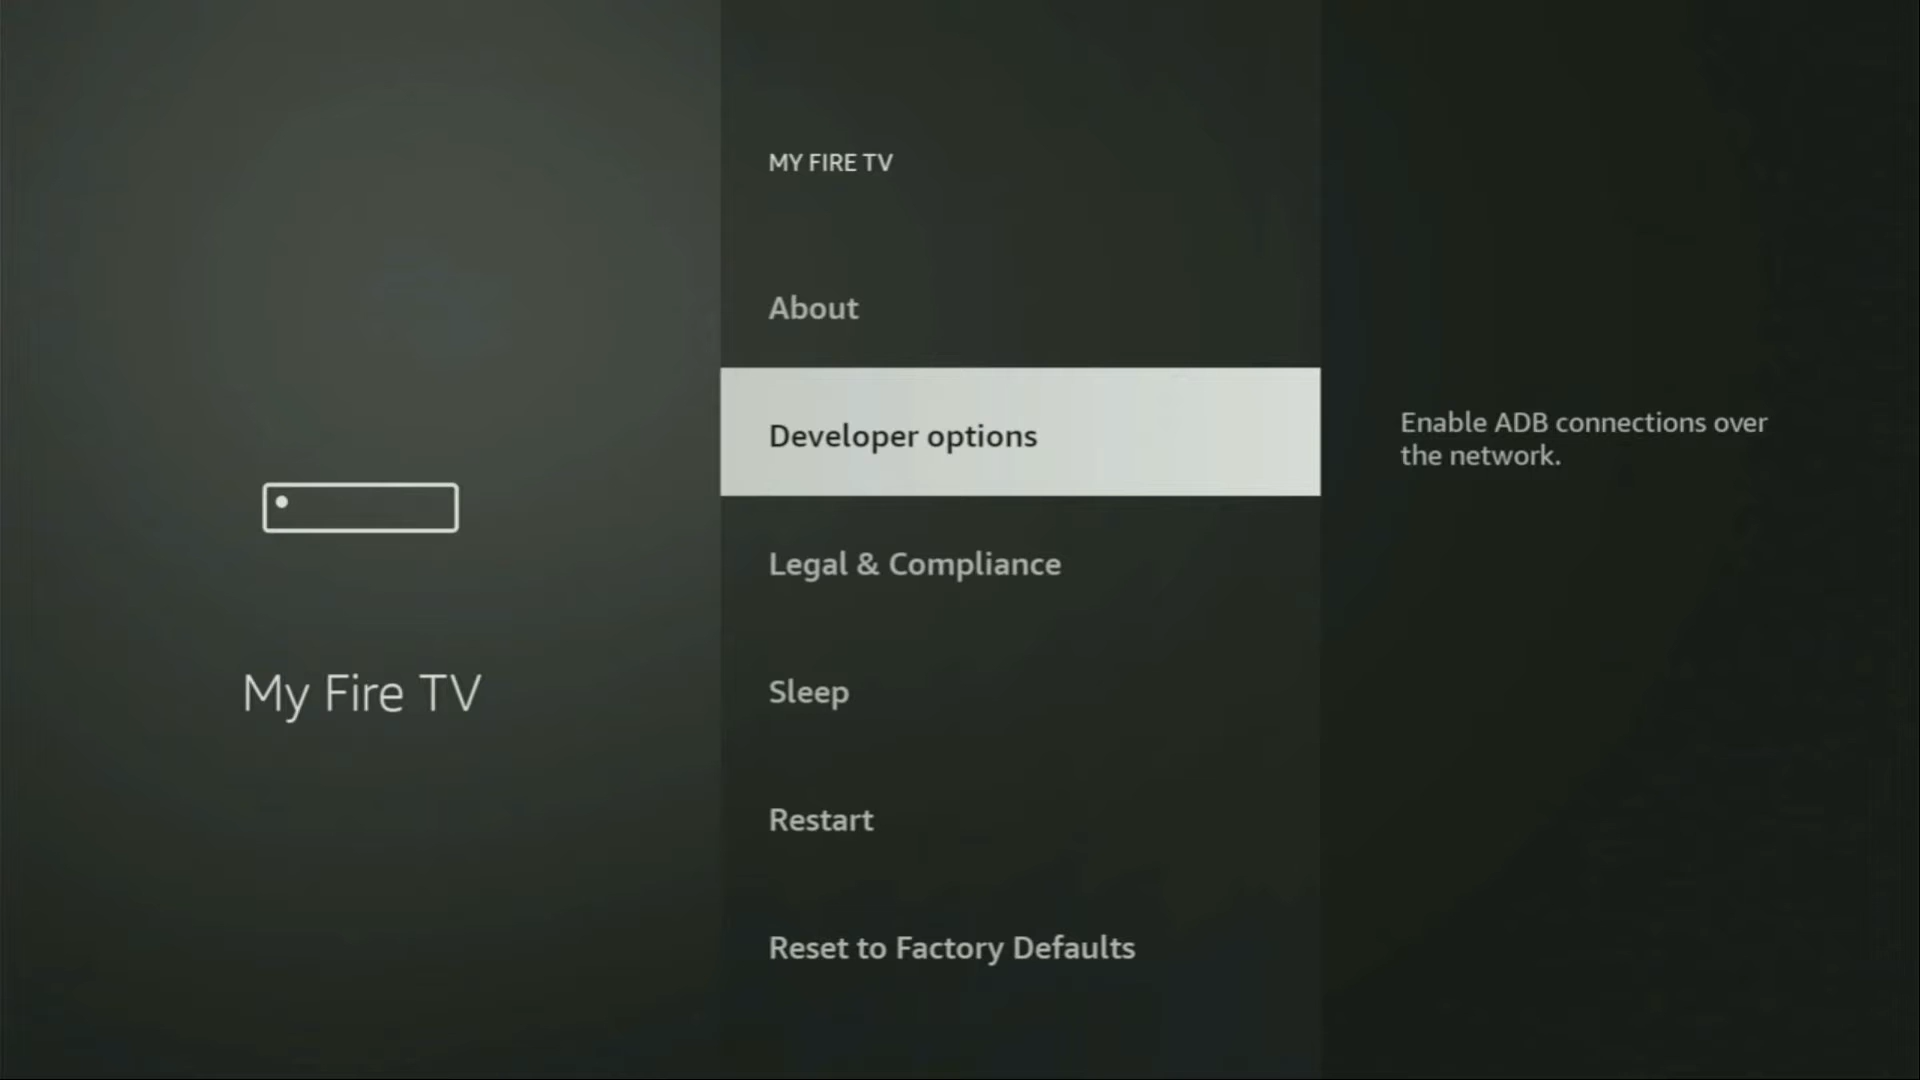 MY FIRE TV
About
Developer options
Enable ADB connections over
the network.
Legal & Compliance
Sleep
My Fire TV
Restart
Reset to Factory Defaults